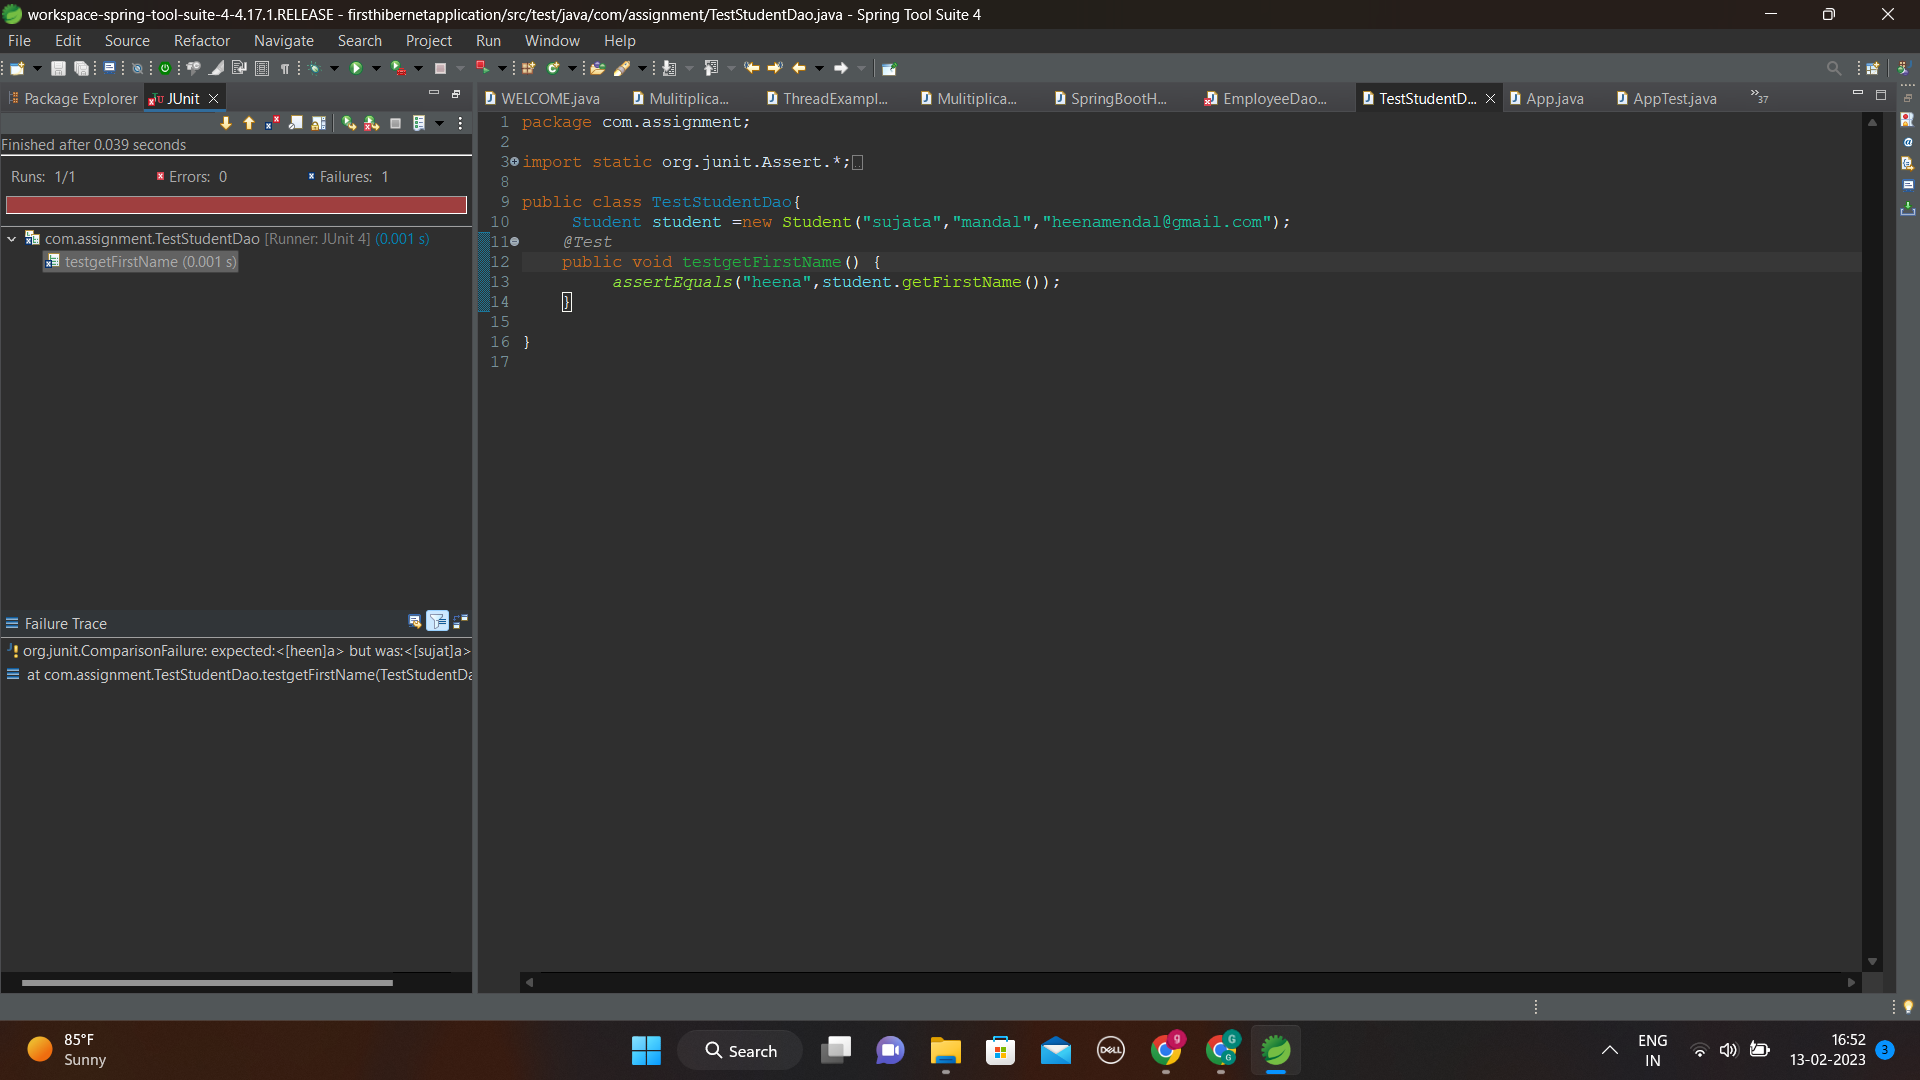 workspace-spring-tool-suite-4-4.17.1.RELEASE - firsthibernetapplication/src/test/java/com/assignment/TestStudentDao.java - Spring Tool Suite 4
File Edit Source Refactor Navigate Search Project Run Window Help
Package Explorer JUnit
WELCOME.java Mulitiplica... ThreadExampl... Mulitiplica... SpringBootH... EmployeeDao... TestStudentD... App.java AppTest.java »37
Finished after 0.039 seconds
Runs: 1/1 Errors: 0 Failures: 1
com.assignment.TestStudentDao [Runner: JUnit 4] (0.001 s)
testgetFirstName (0.001 s)
Failure Trace
org.junit.ComparisonFailure: expected:<[heen]a> but was:<[sujat]a>
at com.assignment.TestStudentDao.testgetFirstName(TestStudentDa
1 package com.assignment;
2
3 import static org.junit.Assert.*;
8
9 public class TestStudentDao{
10 Student student =new Student("sujata","mandal","heenamendal@gmail.com");
11 @Test
12 public void testgetFirstName() {
13 assertEquals("heena",student.getFirstName());
14 }
15
16 }
17
85°F
Sunny
Search
DELL
g
G
G
ENG
IN
16:52
13-02-2023
3